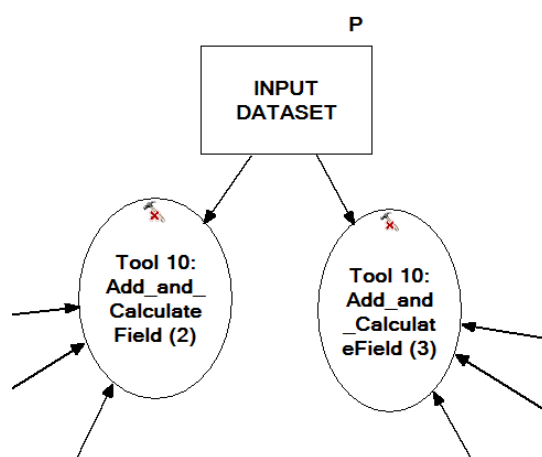 P
INPUT
DATASET
Tool 10:
Add_and_
Calculate
Field (2)
Tool 10:
Add_and
_Calculat
eField (3)